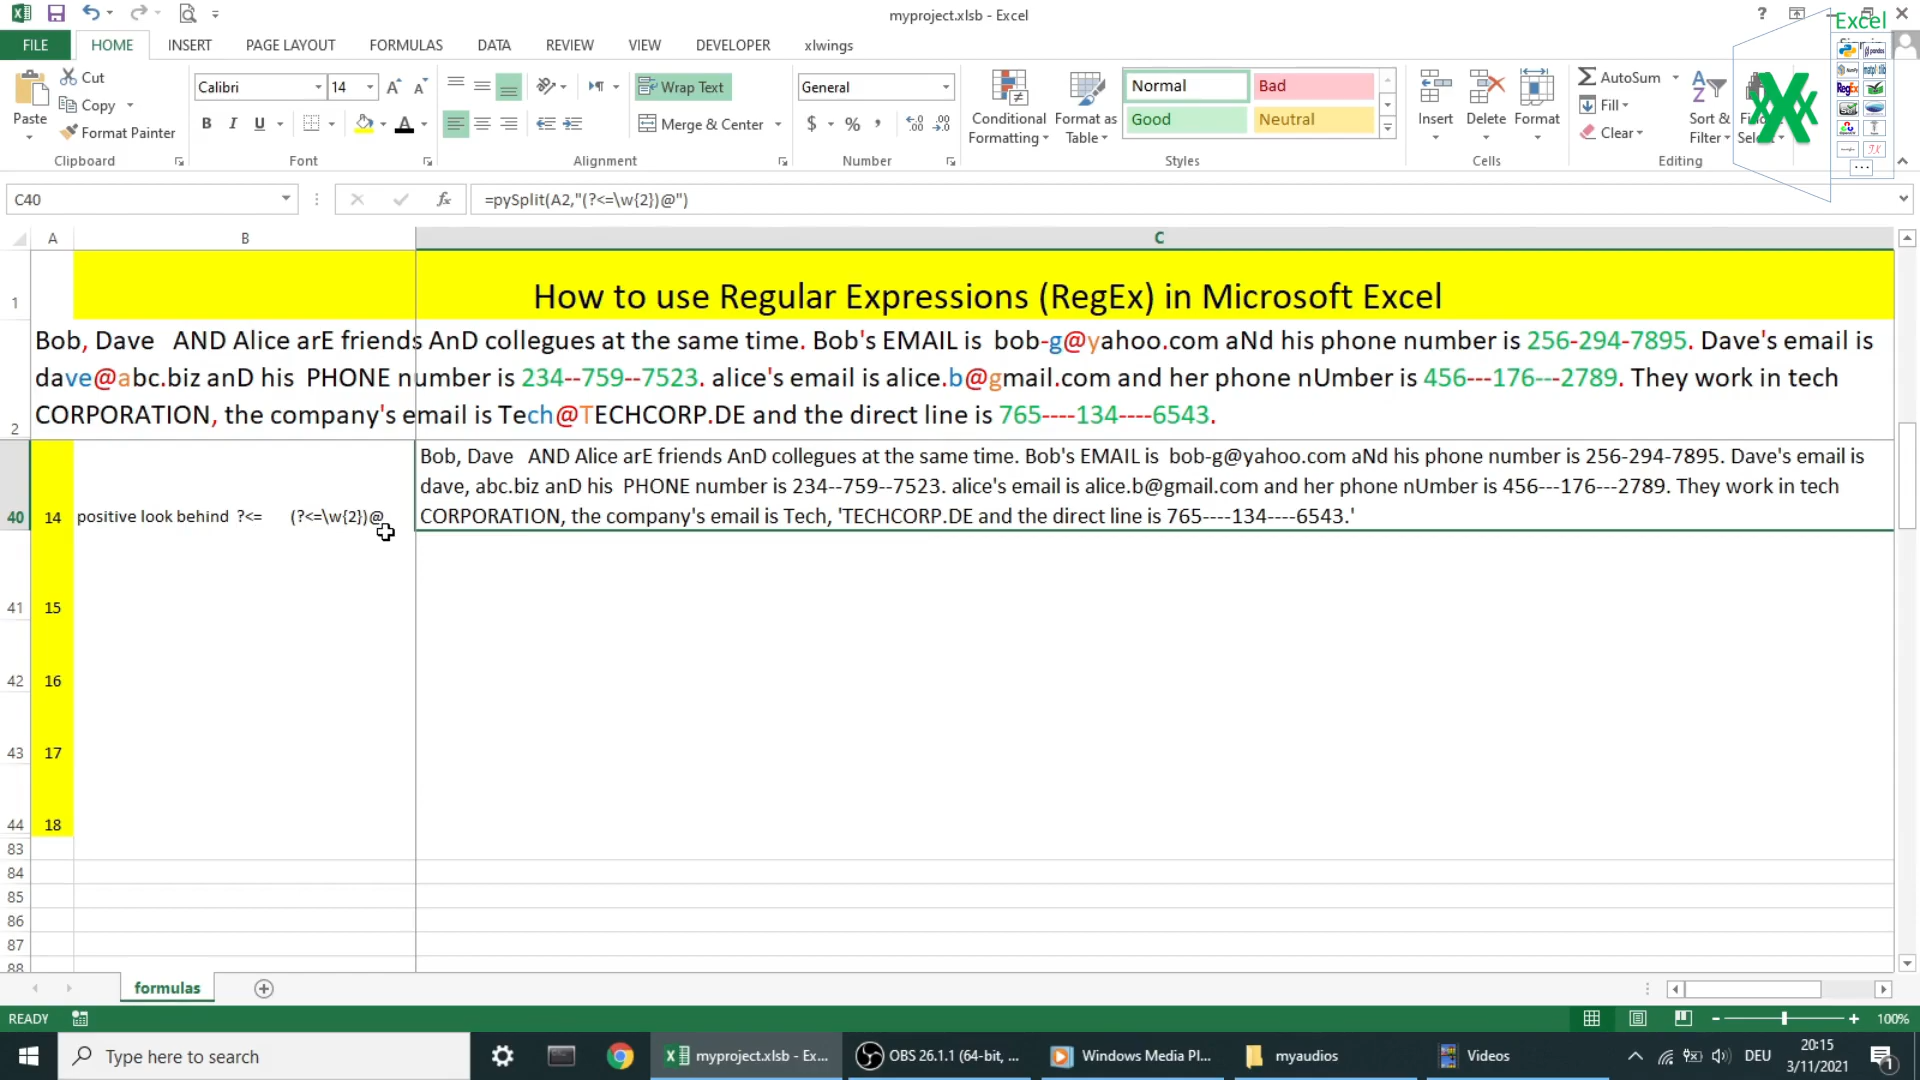 myproject.xlsb - Excel
?
Excel
FILE HOME INSERT PAGE LAYOUT FORMULAS DATA REVIEW VIEW DEVELOPER xlwings
Paste
Cut
Copy
Format Painter
Clipboard
Calibri 14
B I U
Font
Wrap Text
Merge & Center
Alignment
General
$ % ,
Number
Conditional Formatting
Format as Table
Normal Bad
Good Neutral
Styles
Insert Delete Format
Cells
AutoSum
Fill
Clear
Sort & Filter
Editing
C40 fx =pySplit(A2,"(?<=\w{2})@")
A B C
1 How to use Regular Expressions (RegEx) in Microsoft Excel
Bob, Dave   AND Alice arE friends AnD collegues at the same time. Bob's EMAIL is  bob-g@yahoo.com aNd his phone number is 256-294-7895. Dave's email is
dave@abc.biz anD his  PHONE number is 234--759--7523. alice's email is alice.b@gmail.com and her phone nUmber is 456---176---2789. They work in tech
2 CORPORATION, the company's email is Tech@TECHCORP.DE and the direct line is 765----134----6543.
Bob, Dave   AND Alice arE friends AnD collegues at the same time. Bob's EMAIL is  bob-g@yahoo.com aNd his phone number is 256-294-7895. Dave's email is
dave, abc.biz anD his  PHONE number is 234--759--7523. alice's email is alice.b@gmail.com and her phone nUmber is 456---176---2789. They work in tech
CORPORATION, the company's email is Tech, 'TECHCORP.DE and the direct line is 765----134----6543.'
40 14 positive look behind  ?<=      (?<=\w{2})@
41 15
42 16
43 17
44 18
83
84
85
86
87
88
formulas
READY 100%
Type here to search
myproject.xlsb - Ex...
OBS 26.1.1 (64-bit, ...
Windows Media Pl...
myaudios
Videos
DEU
20:15
3/11/2021
1